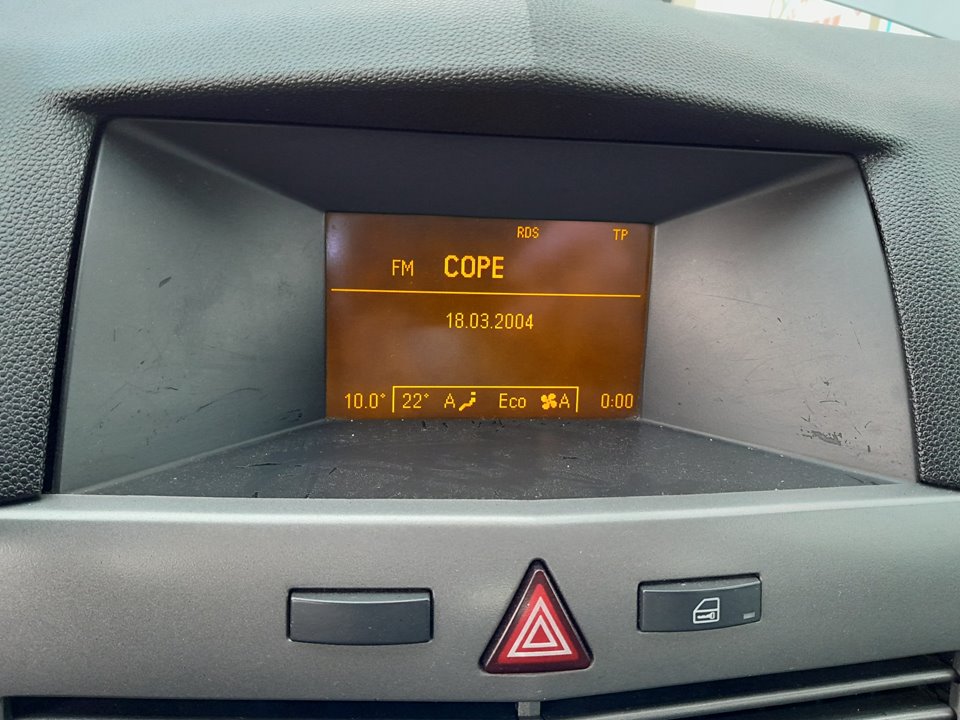 RDS TP
FM COPE
18.03.2004
10.0° 22° A Eco A 0:00